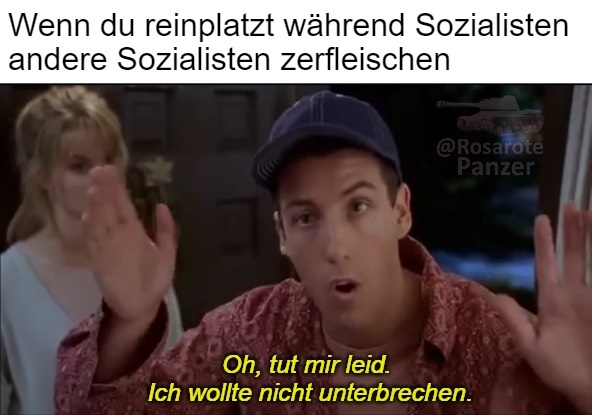 Wenn du reinplatzt während Sozialisten
andere Sozialisten zerfleischen
@Rosarote
Panzer
Oh, tut mir leid.
Ich wollte nicht unterbrechen.